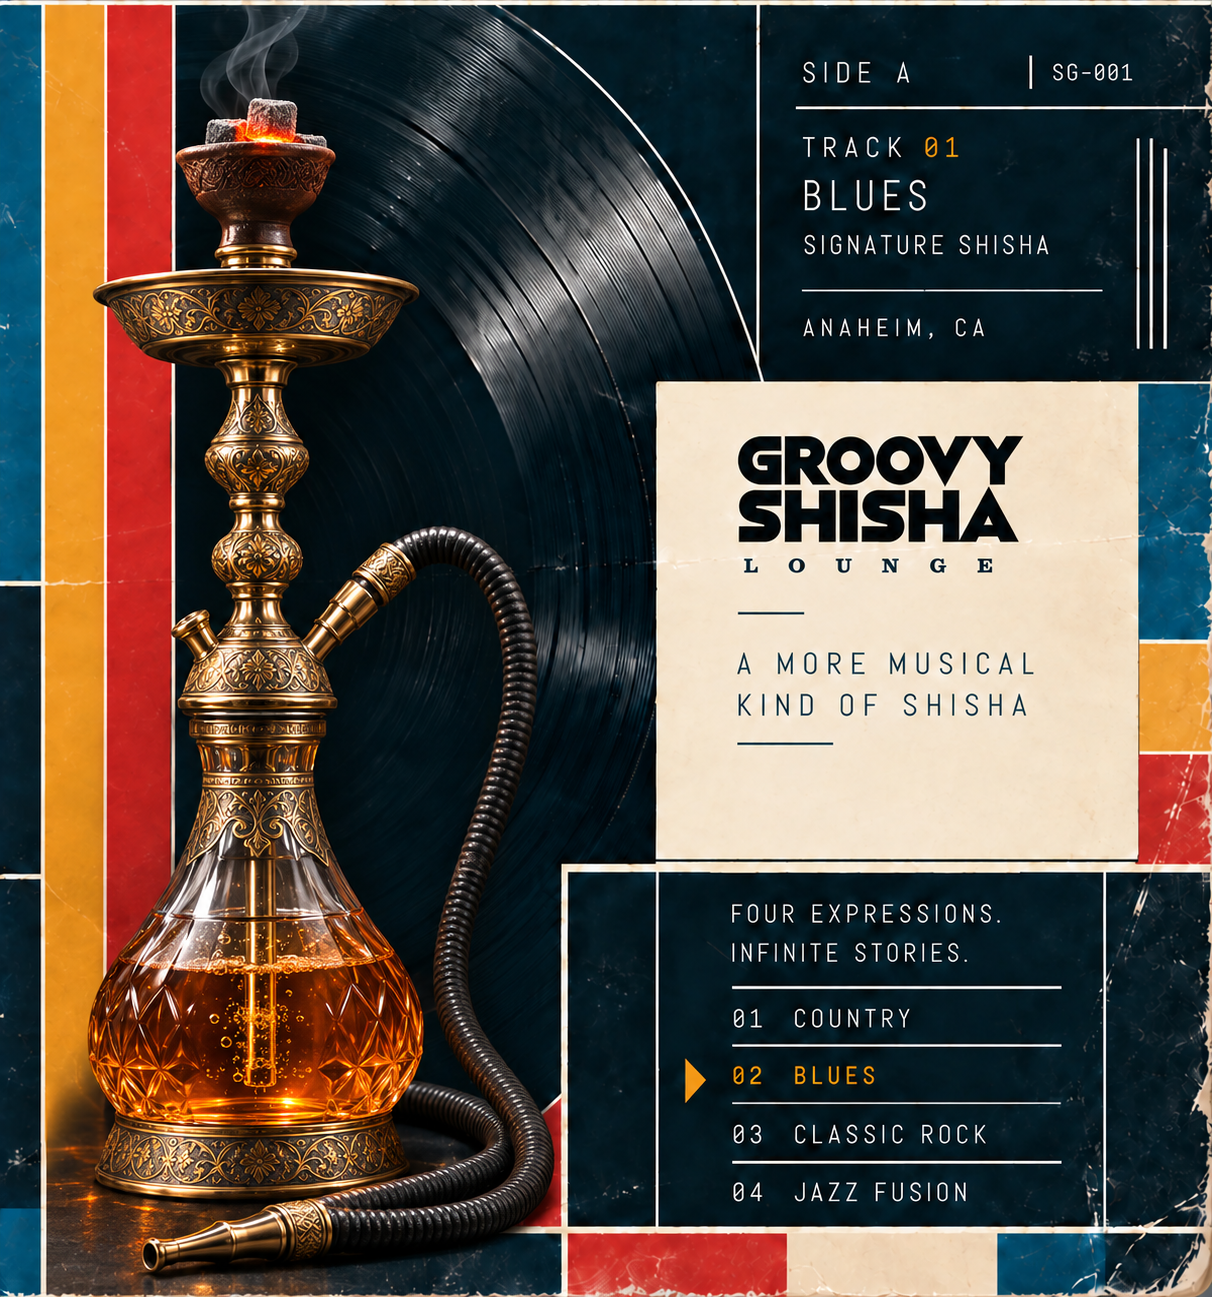 SIDE A | SG-001
TRACK 01
BLUES
SIGNATURE SHISHA
ANAHEIM, CA
GROOVY
SHISHA
LOUNGE
A MORE MUSICAL
KIND OF SHISHA
FOUR EXPRESSIONS.
INFINITE STORIES.
01 COUNTRY
02 BLUES
03 CLASSIC ROCK
04 JAZZ FUSION